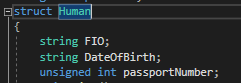 struct Human
{
string FIO;
string DateOfBirth;
unsigned int passportNumber;